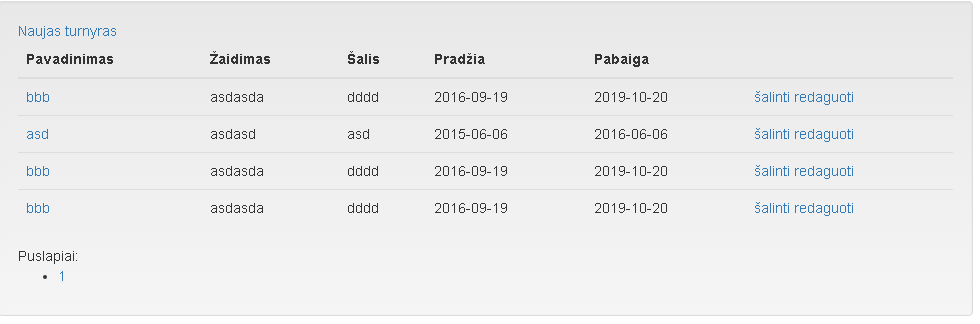 Naujas turnyras
Pavadinimas Žaidimas Šalis Pradžia Pabaiga
bbb asdasda dddd 2016-09-19 2019-10-20 šalinti redaguoti
asd asdasd asd 2015-06-06 2016-06-06 šalinti redaguoti
bbb asdasda dddd 2016-09-19 2019-10-20 šalinti redaguoti
bbb asdasda dddd 2016-09-19 2019-10-20 šalinti redaguoti
Puslapiai:
• 1